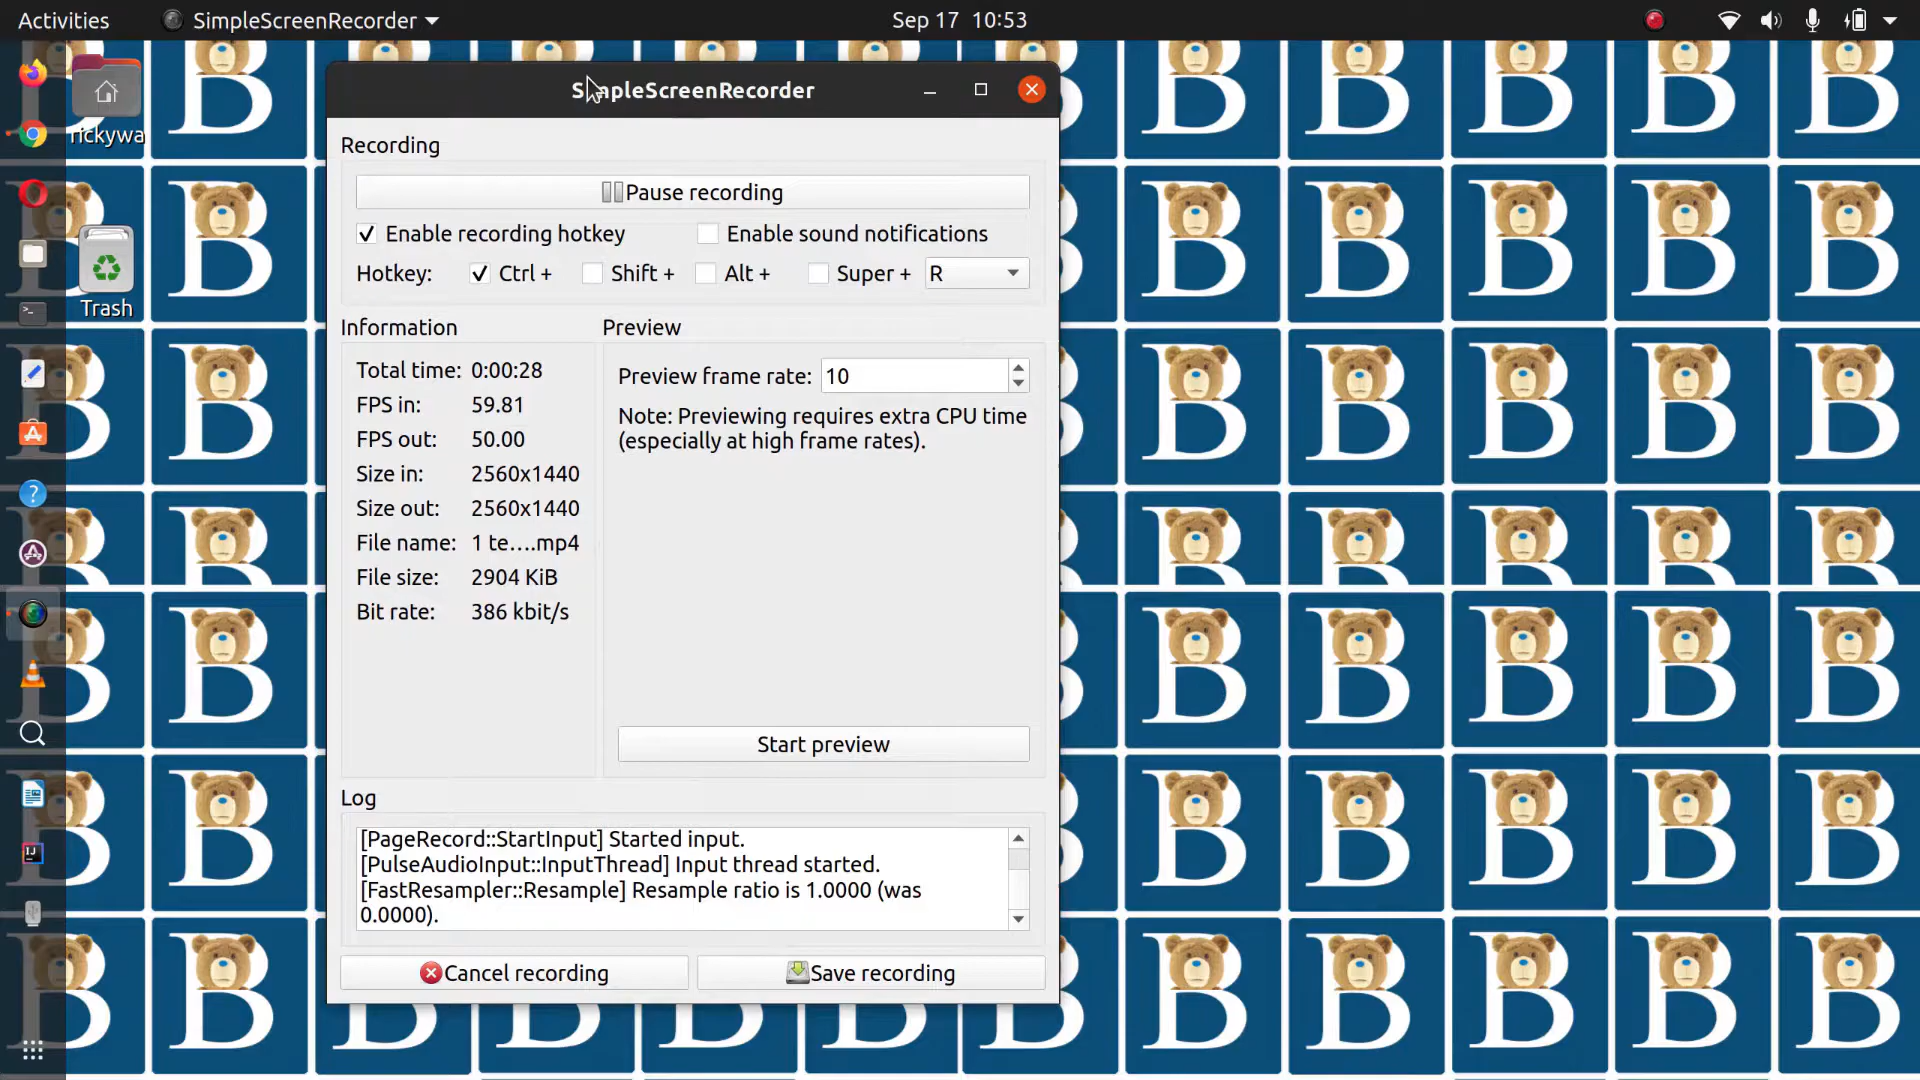 Activities
SimpleScreenRecorder
Sep 17 10:53
rickywa
Trash
SimpleScreenRecorder
Recording
Pause recording
Enable recording hotkey
Enable sound notifications
Hotkey: Ctrl + Shift + Alt + Super + R
Information
Total time: 0:00:28
FPS in: 59.81
FPS out: 50.00
Size in: 2560x1440
Size out: 2560x1440
File name: 1 te....mp4
File size: 2904 KiB
Bit rate: 386 kbit/s
Preview
Preview frame rate: 10
Note: Previewing requires extra CPU time
(especially at high frame rates).
Start preview
Log
[PageRecord::StartInput] Started input.
[PulseAudioInput::InputThread] Input thread started.
[FastResampler::Resample] Resample ratio is 1.0000 (was
0.0000).
Cancel recording
Save recording